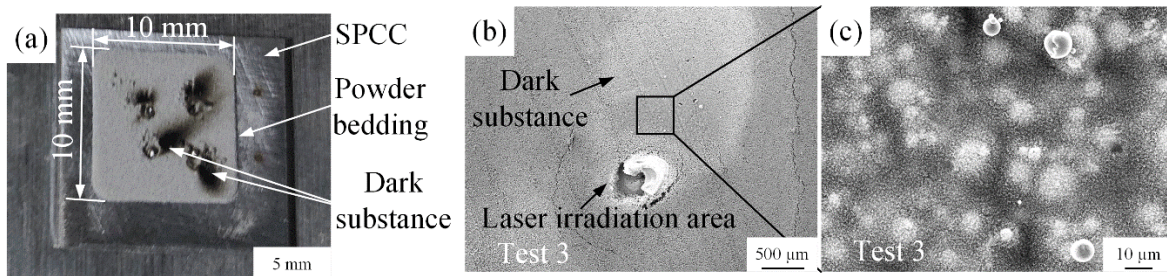 (a)
10 mm
10 mm
SPCC
Powder
bedding
Dark
substance
5 mm
(b)
Dark
substance
Laser irradiation area
Test 3
500 μm
(c)
Test 3
10 μm